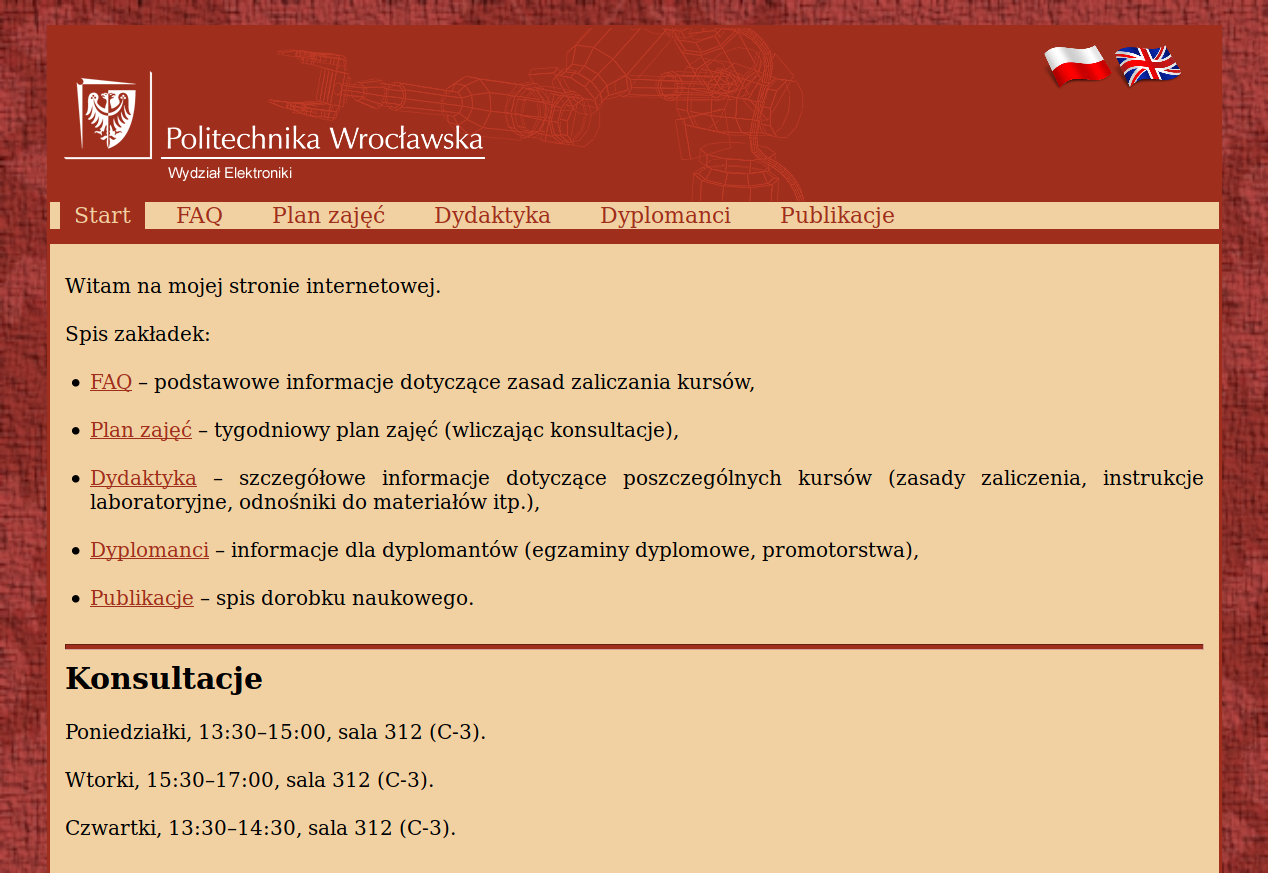 Politechnika Wrocławska
Wydział Elektroniki
Start FAQ Plan zajęć Dydaktyka Dyplomanci Publikacje
Witam na mojej stronie internetowej.
Spis zakładek:
• FAQ – podstawowe informacje dotyczące zasad zaliczania kursów,
• Plan zajęć – tygodniowy plan zajęć (wliczając konsultacje),
• Dydaktyka – szczegółowe informacje dotyczące poszczególnych kursów (zasady zaliczenia, instrukcje
laboratoryjne, odnośniki do materiałów itp.),
• Dyplomanci – informacje dla dyplomantów (egzaminy dyplomowe, promotorstwa),
• Publikacje – spis dorobku naukowego.
Konsultacje
Poniedziałki, 13:30–15:00, sala 312 (C-3).
Wtorki, 15:30–17:00, sala 312 (C-3).
Czwartki, 13:30–14:30, sala 312 (C-3).